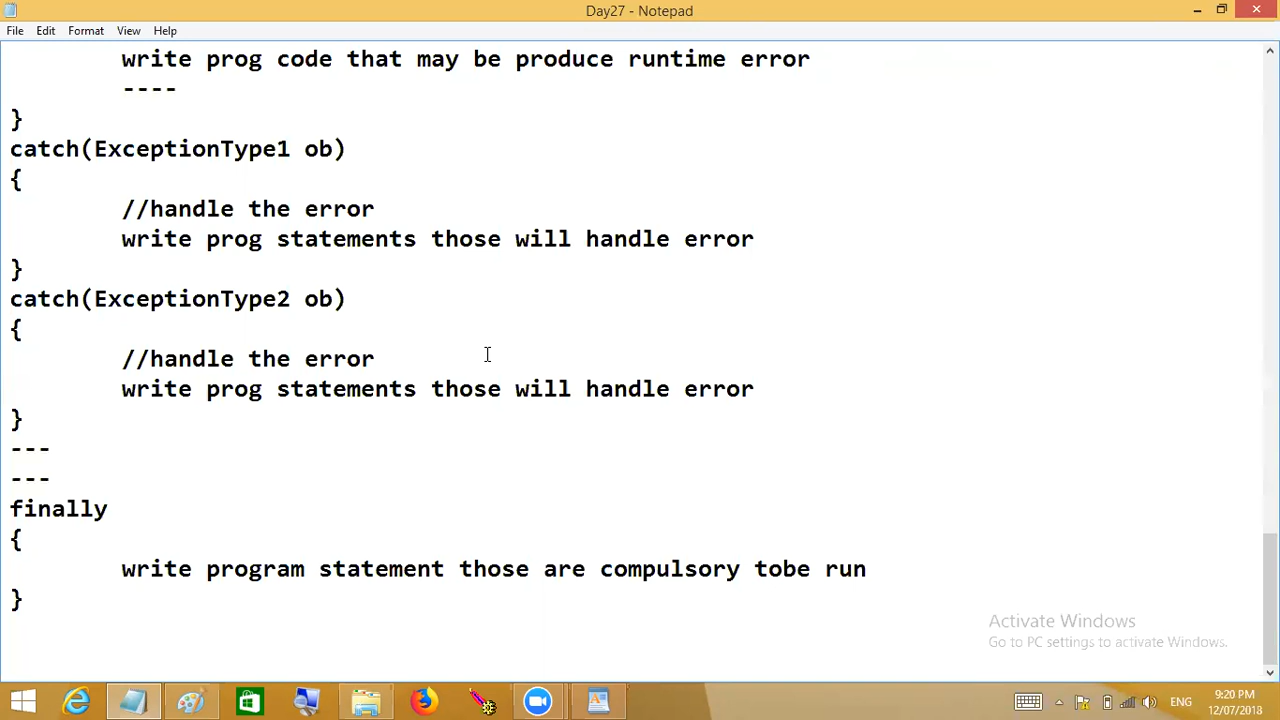 Day27 - Notepad
File Edit Format View Help
write prog code that may be produce runtime error
----
}
catch(ExceptionType1 ob)
{
//handle the error
write prog statements those will handle error
}
catch(ExceptionType2 ob)
{
//handle the error
write prog statements those will handle error
}
---
---
finally
{
write program statement those are compulsory tobe run
}
Activate Windows
Go to PC settings to activate Windows.
ENG
9:20 PM
12/07/2018